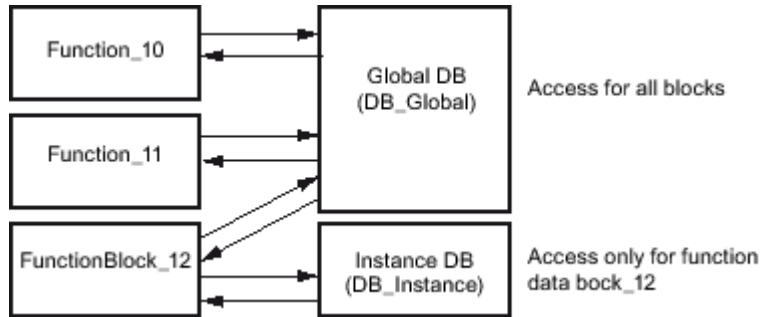 Function_10
Global DB
(DB_Global)
Access for all blocks
Function_11
FunctionBlock_12
Instance DB
(DB_Instance)
Access only for function
data bock_12